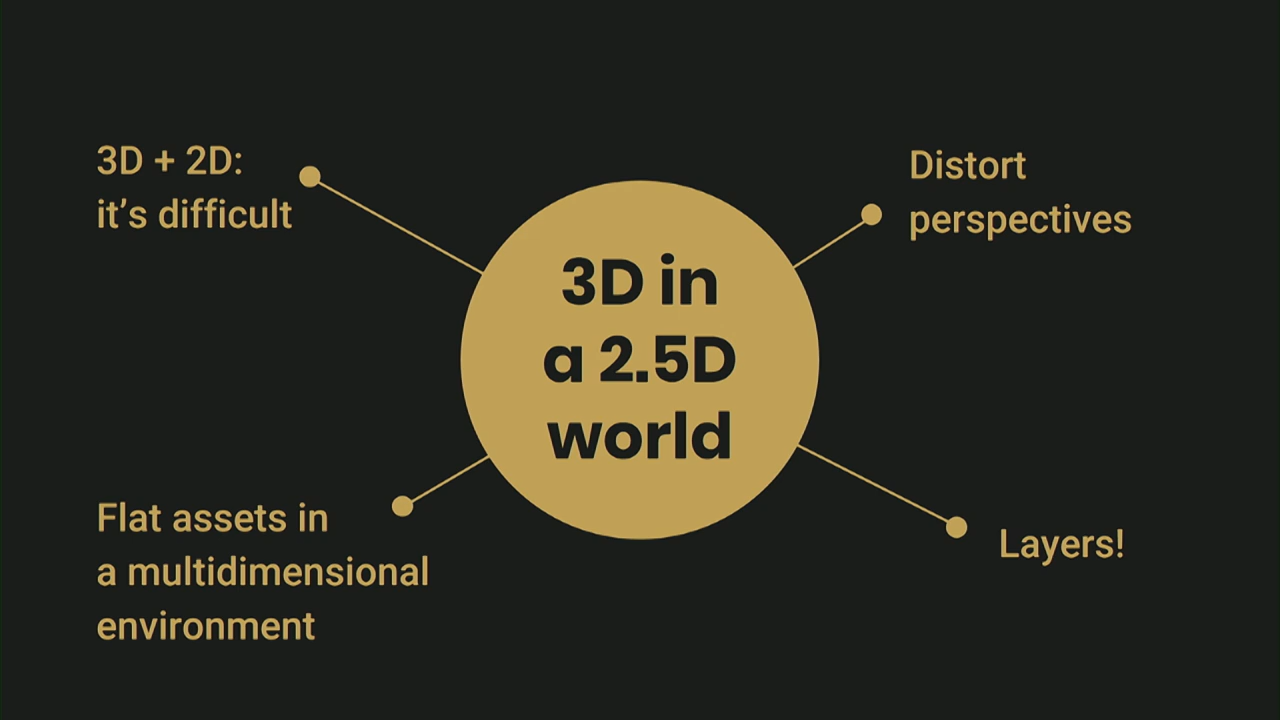 3D + 2D:
it’s difficult
Distort
perspectives
3D in
a 2.5D
world
Flat assets in
a multidimensional
environment
Layers!